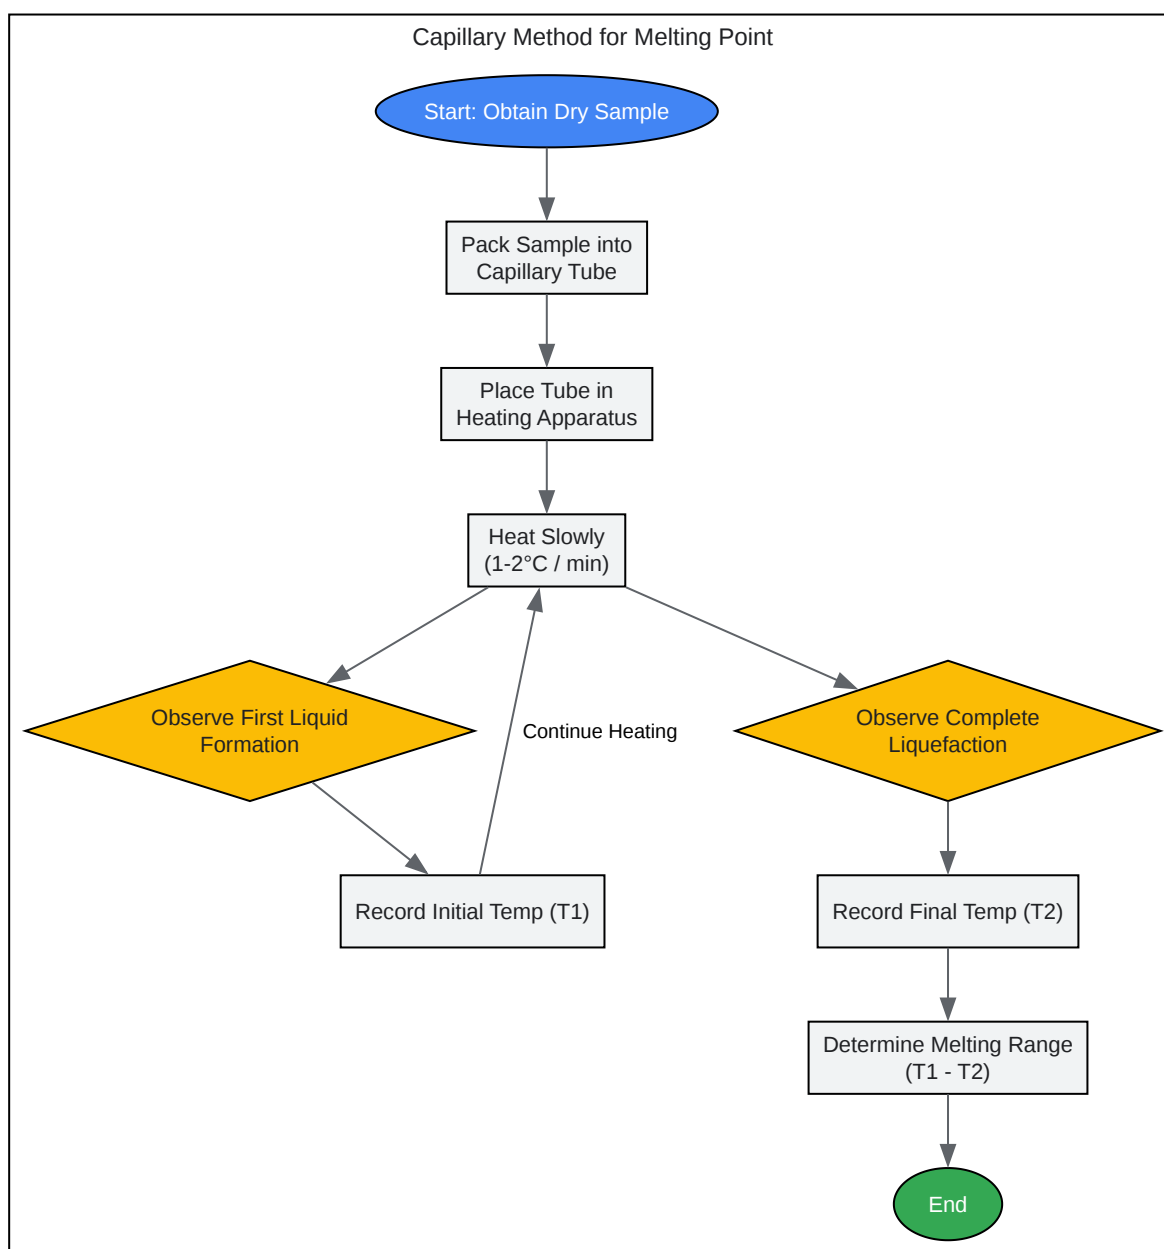 Capillary Method for Melting Point
Start: Obtain Dry Sample
Pack Sample into
Capillary Tube
Place Tube in
Heating Apparatus
Heat Slowly
(1-2°C / min)
Observe First Liquid
Formation
Continue Heating
Observe Complete
Liquefaction
Record Initial Temp (T1)
Record Final Temp (T2)
Determine Melting Range
(T1 - T2)
End